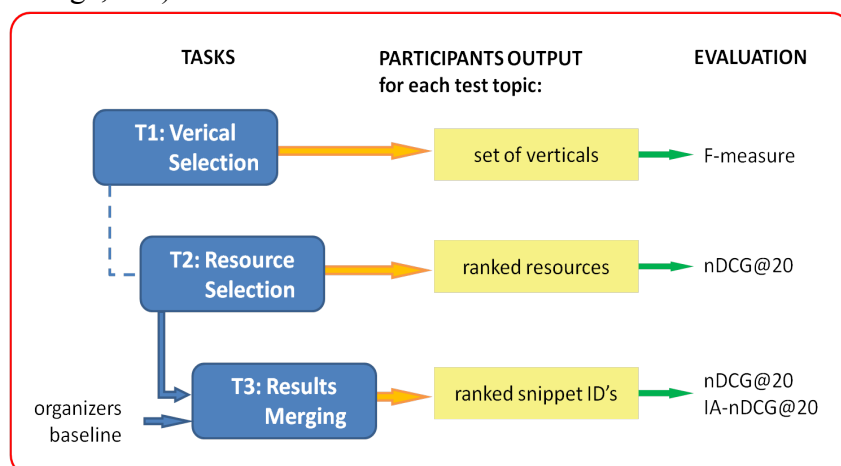 TASKS
PARTICIPANTS OUTPUT
for each test topic:
EVALUATION
T1: Verical
Selection
set of verticals
F-measure
T2: Resource
Selection
ranked resources
nDCG@20
organizers
baseline
T3: Results
Merging
ranked snippet ID's
nDCG@20
IA-nDCG@20